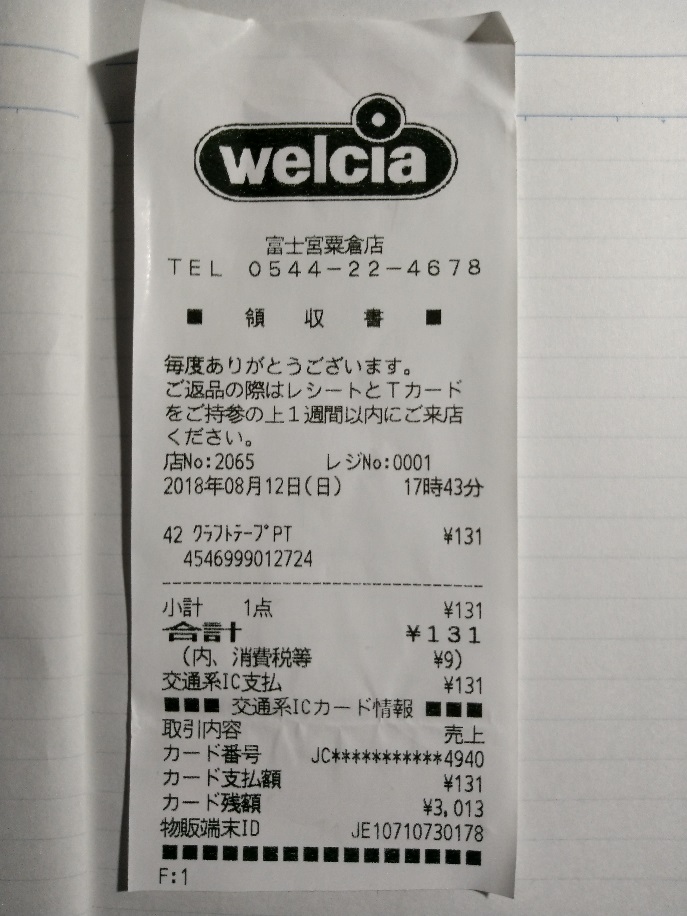 welcia
富士宮粟倉店
TEL 0544-22-4678
■ 領 収 書 ■
毎度ありがとうございます。
ご返品の際はレシートとTカード
をご持参の上1週間以内にご来店
ください。
店No:2065 レジNo:0001
2018年08月12日(日) 17時43分
42 クラフトテープPT ¥131
4546999012724
小計 1点 ¥131
合計 ¥131
(内、消費税等 ¥9)
交通系IC支払 ¥131
■■■ 交通系ICカード情報 ■■■
取引内容 売上
カード番号 JC***********4940
カード支払額 ¥131
カード残額 ¥3,013
物販端末ID JE10710730178
F:1